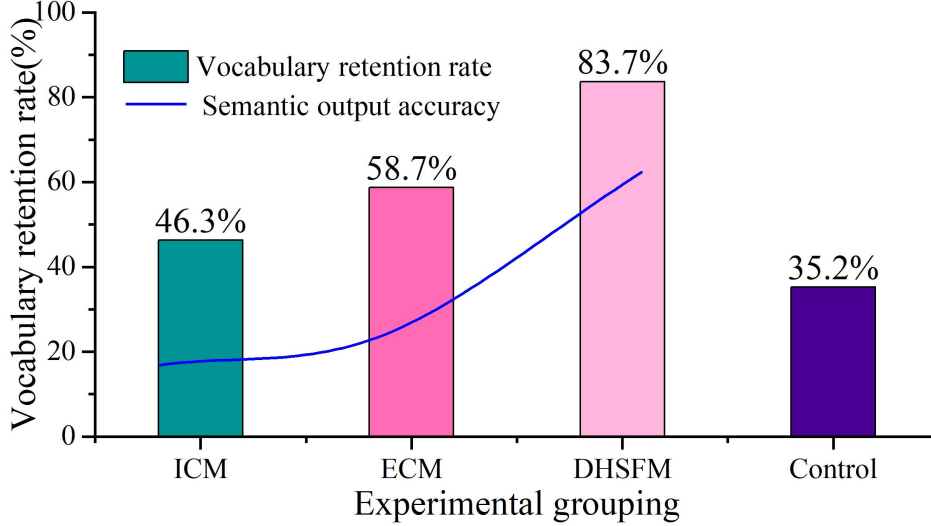 Vocabulary retention rate(%)
100
80
60
40
20
0
Vocabulary retention rate
Semantic output accuracy
46.3%
58.7%
83.7%
35.2%
ICM
ECM
DHSFM
Control
Experimental grouping